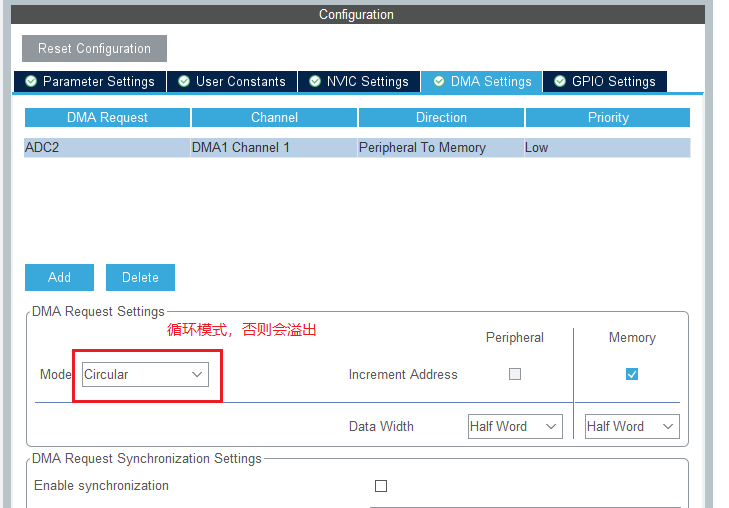 Configuration
Reset Configuration
Parameter Settings User Constants NVIC Settings DMA Settings GPIO Settings
DMA Request Channel Direction Priority
ADC2 DMA1 Channel 1 Peripheral To Memory Low
Add Delete
DMA Request Settings
循环模式，否则会溢出
Peripheral Memory
Mode Circular Increment Address
Data Width Half Word Half Word
DMA Request Synchronization Settings
Enable synchronization